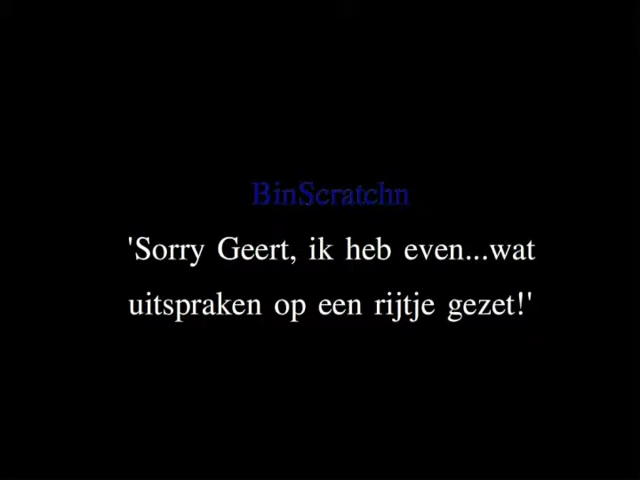 BinScratchn
'Sorry Geert, ik heb even...wat
uitspraken op een rijtje gezet!'